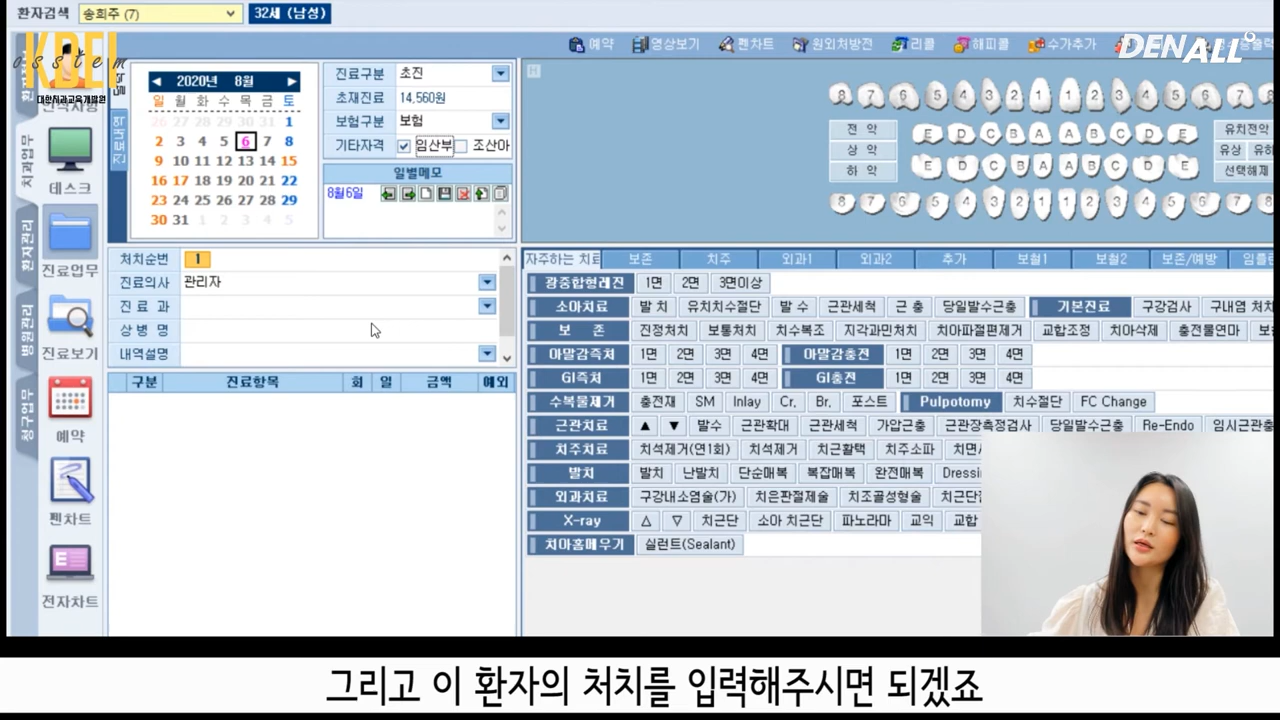 환자검색 송희주 (7) 32세 (남성)
예약 영상보기 펜차트 원외처방전 리콜 해피콜 수가추가
DENALL
KDEI
osstem
대한치과교육개발원
치과업무
환자관리
병원관리
청구업무
데스크
진료업무
진료보기
예약
펜차트
전자차트
진료내역
2020년 8월
일 월 화 수 목 금 토
26 27 28 29 30 31 1
2 3 4 5 6 7 8
9 10 11 12 13 14 15
16 17 18 19 20 21 22
23 24 25 26 27 28 29
30 31 1 2 3 4 5
진료구분 초진
초재진료 14,560원
보험구분 보험
기타자격 임산부 조산아
일별메모
8월6일
H
8 7 6 5 4 3 2 1 1 2 3 4 5 6 7 8
전 악 E D C B A A B C D E 유치전악
상 악 유상 유하
하 악 E D C B A A B C D E 선택해제
8 7 6 5 4 3 2 1 1 2 3 4 5 6 7 8
처치순번 1
진료의사 관리자
진 료 과
상 병 명
내역설명
구분 진료항목 회 일 금액 예외
자주하는 치료 보존 치주 외과1 외과2 추가 보철1 보철2 보존/예방 임플란
광중합형레진 1면 2면 3면이상
소아치료 발 치 유치치수절단 발 수 근관세척 근 충 당일발수근충 기본진료 구강검사 구내염 처치
보 존 진정처치 보통처치 치수복조 지각과민처치 치아파절편제거 교합조정 치아삭제 충전물연마
아말감즉처 1면 2면 3면 4면 아말감충전 1면 2면 3면 4면
GI즉처 1면 2면 3면 4면 GI충전 1면 2면 3면 4면
수복물제거 충전재 SM Inlay Cr. Br. 포스트 Pulpotomy 치수절단 FC Change
근관치료 ▲ ▼ 발수 근관확대 근관세척 가압근충 근관장측정검사 당일발수근충 Re-Endo 임시근관충
치주치료 치석제거(연1회) 치석제거 치근활택 치주소파 치면
발치 발치 난발치 단순매복 복잡매복 완전매복 Dressi
외과치료 구강내소염술(가) 치은판절제술 치조골성형술 치근단
X-ray △ ▽ 치근단 소아 치근단 파노라마 교익 교합
치아홈메우기 실런트(Sealant)
그리고 이 환자의 처치를 입력해주시면 되겠죠